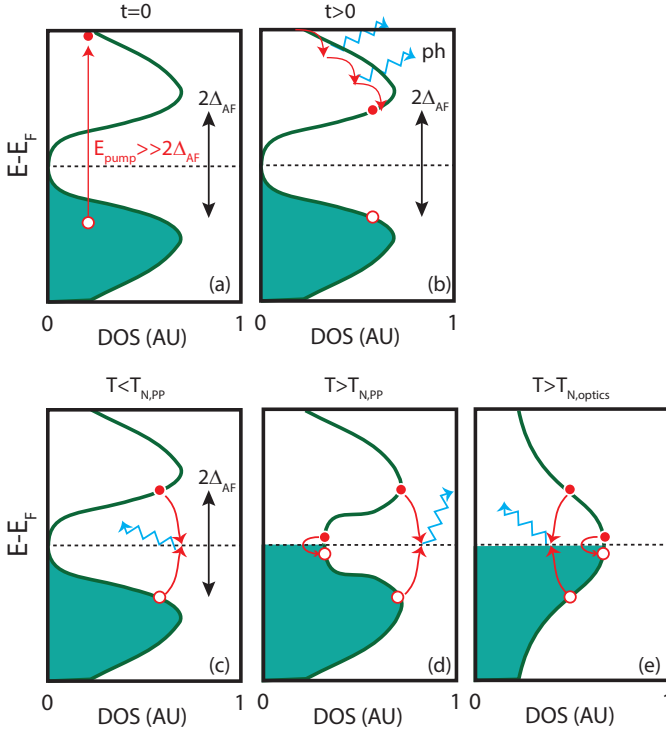 t=0
t>0
E-E_F
2Δ_AF
E_pump>>2Δ_AF
(a)
0
1
DOS (AU)
ph
2Δ_AF
(b)
0
1
DOS (AU)
T<T_N,PP
T>T_N,PP
T>T_N,optics
E-E_F
2Δ_AF
(c)
0
1
DOS (AU)
(d)
0
1
DOS (AU)
(e)
0
1
DOS (AU)